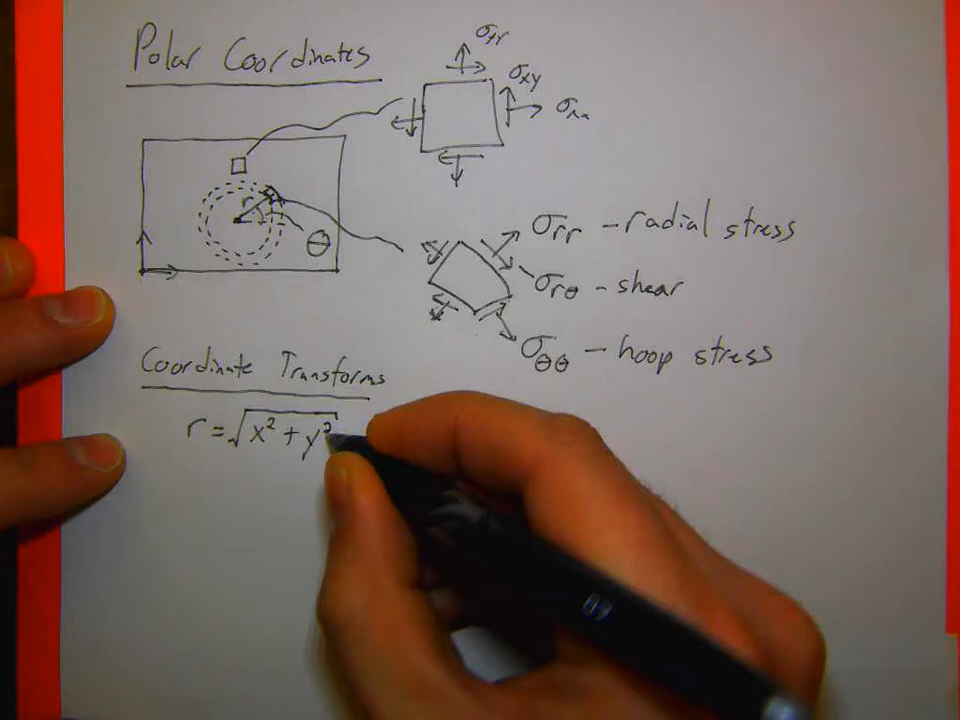 Polar Coordinates
σyy
σxy
σxx
r
θ
σrr – radial stress
σrθ – shear
σθθ – hoop stress
Coordinate Transforms
r = √x² + y²